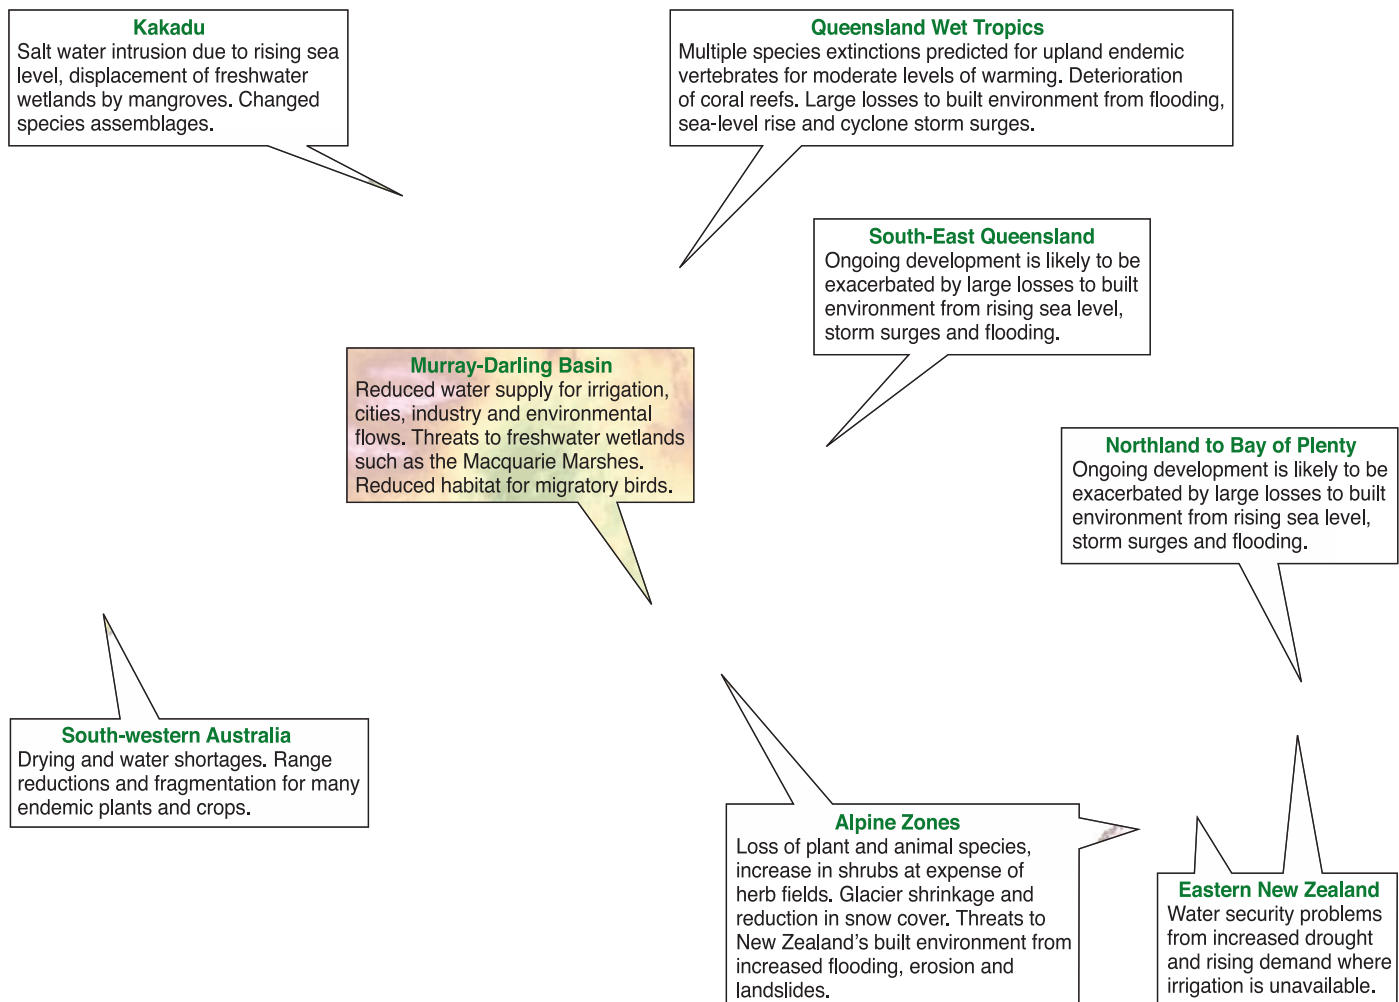 Kakadu
Salt water intrusion due to rising sea
level, displacement of freshwater
wetlands by mangroves. Changed
species assemblages.
Queensland Wet Tropics
Multiple species extinctions predicted for upland endemic
vertebrates for moderate levels of warming. Deterioration
of coral reefs. Large losses to built environment from flooding,
sea-level rise and cyclone storm surges.
South-East Queensland
Ongoing development is likely to be
exacerbated by large losses to built
environment from rising sea level,
storm surges and flooding.
Murray-Darling Basin
Reduced water supply for irrigation,
cities, industry and environmental
flows. Threats to freshwater wetlands
such as the Macquarie Marshes.
Reduced habitat for migratory birds.
Northland to Bay of Plenty
Ongoing development is likely to be
exacerbated by large losses to built
environment from rising sea level,
storm surges and flooding.
South-western Australia
Drying and water shortages. Range
reductions and fragmentation for many
endemic plants and crops.
Alpine Zones
Loss of plant and animal species,
increase in shrubs at expense of
herb fields. Glacier shrinkage and
reduction in snow cover. Threats to
New Zealand's built environment from
increased flooding, erosion and
landslides.
Eastern New Zealand
Water security problems
from increased drought
and rising demand where
irrigation is unavailable.